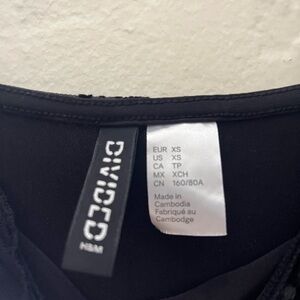 DIVIDED
H&M
EUR XS
US XS
CA TP
MX XCH
CN 160/80A
Made in
Cambodia
Fabriqué au
Cambodge